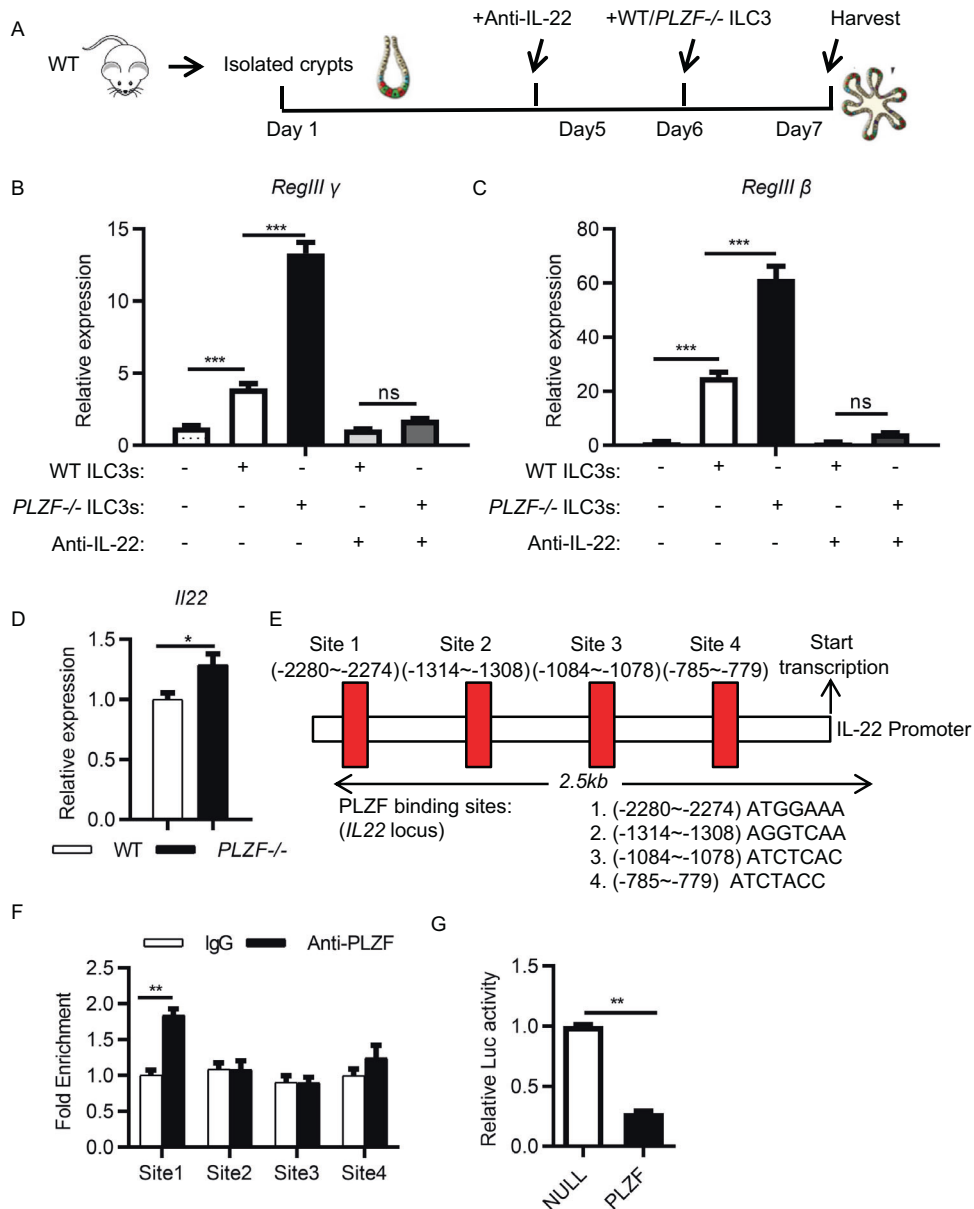 A
WT
Isolated crypts
+Anti-IL-22
+WT/PLZF-/- ILC3
Harvest
Day 1
Day5
Day6
Day7
B
RegIII γ
Relative expression
15
10
5
0
***
***
ns
WT ILC3s: - + - + -
PLZF-/- ILC3s: - - + - +
Anti-IL-22: - - - + +
C
RegIII β
Relative expression
80
60
40
20
0
***
***
ns
WT ILC3s: - + - + -
PLZF-/- ILC3s: - - + - +
Anti-IL-22: - - - + +
D
Il22
Relative expression
1.5
1.0
0.5
0.0
*
WT PLZF-/-
E
Site 1 Site 2 Site 3 Site 4
(-2280~-2274) (-1314~-1308) (-1084~-1078) (-785~-779)
Start
transcription
IL-22 Promoter
2.5kb
PLZF binding sites:
(IL22 locus)
1. (-2280~-2274) ATGGAAA
2. (-1314~-1308) AGGTCAA
3. (-1084~-1078) ATCTCAC
4. (-785~-779) ATCTACC
F
IgG Anti-PLZF
Fold Enrichment
2.5
2.0
1.5
1.0
0.5
0.0
**
Site1 Site2 Site3 Site4
G
Relative Luc activity
1.5
1.0
0.5
0.0
**
NULL PLZF